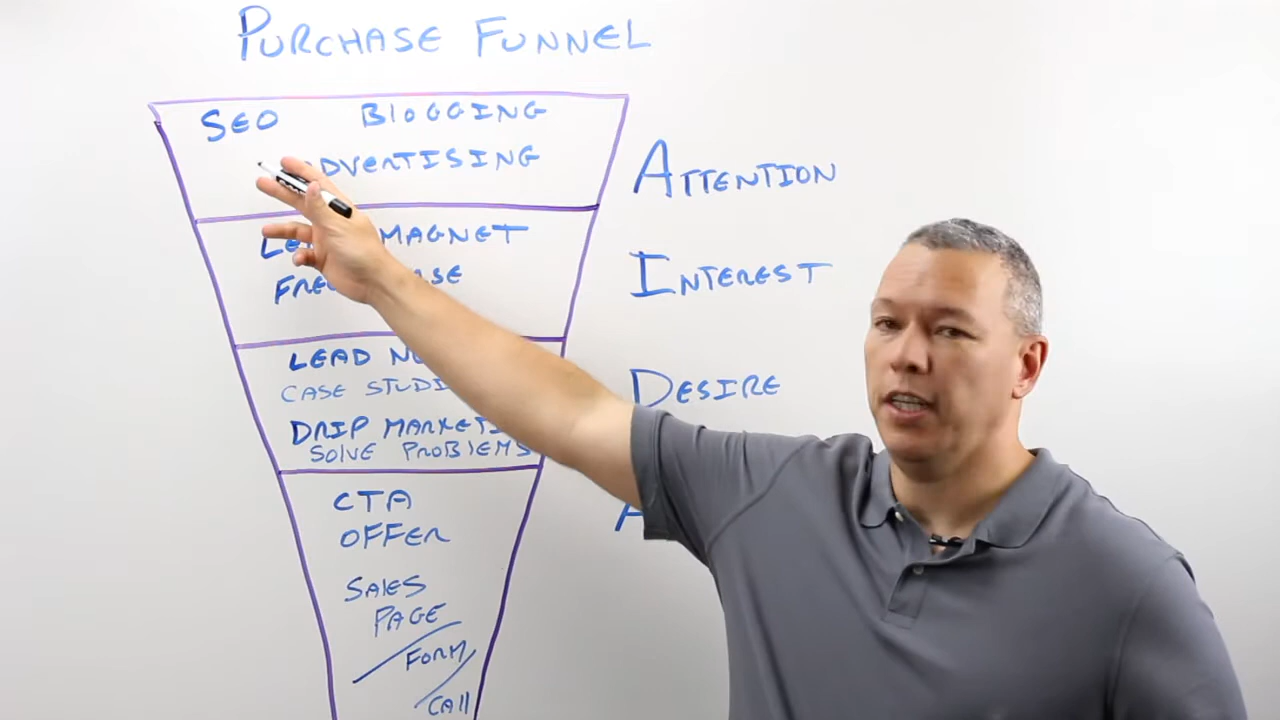 PURCHASE FUNNEL
SEO BlOGGING
ADVERTISING
ATTENTION
MAGNET
INTEREST
LEAD
CASE
DESIRE
DRIP
SOLVE PROBLEMS
CTA
OFFER
A
SALES
PAGE
FORM
CAll